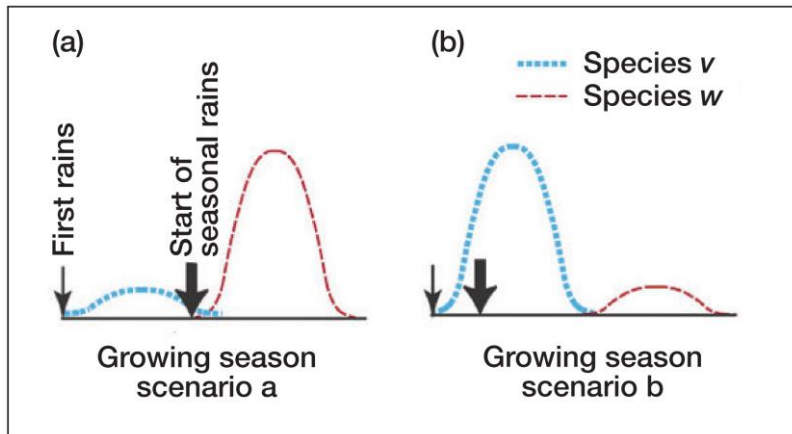 (a)
First rains
Start of
seasonal rains
Growing season
scenario a
(b)
Species v
Species w
Growing season
scenario b